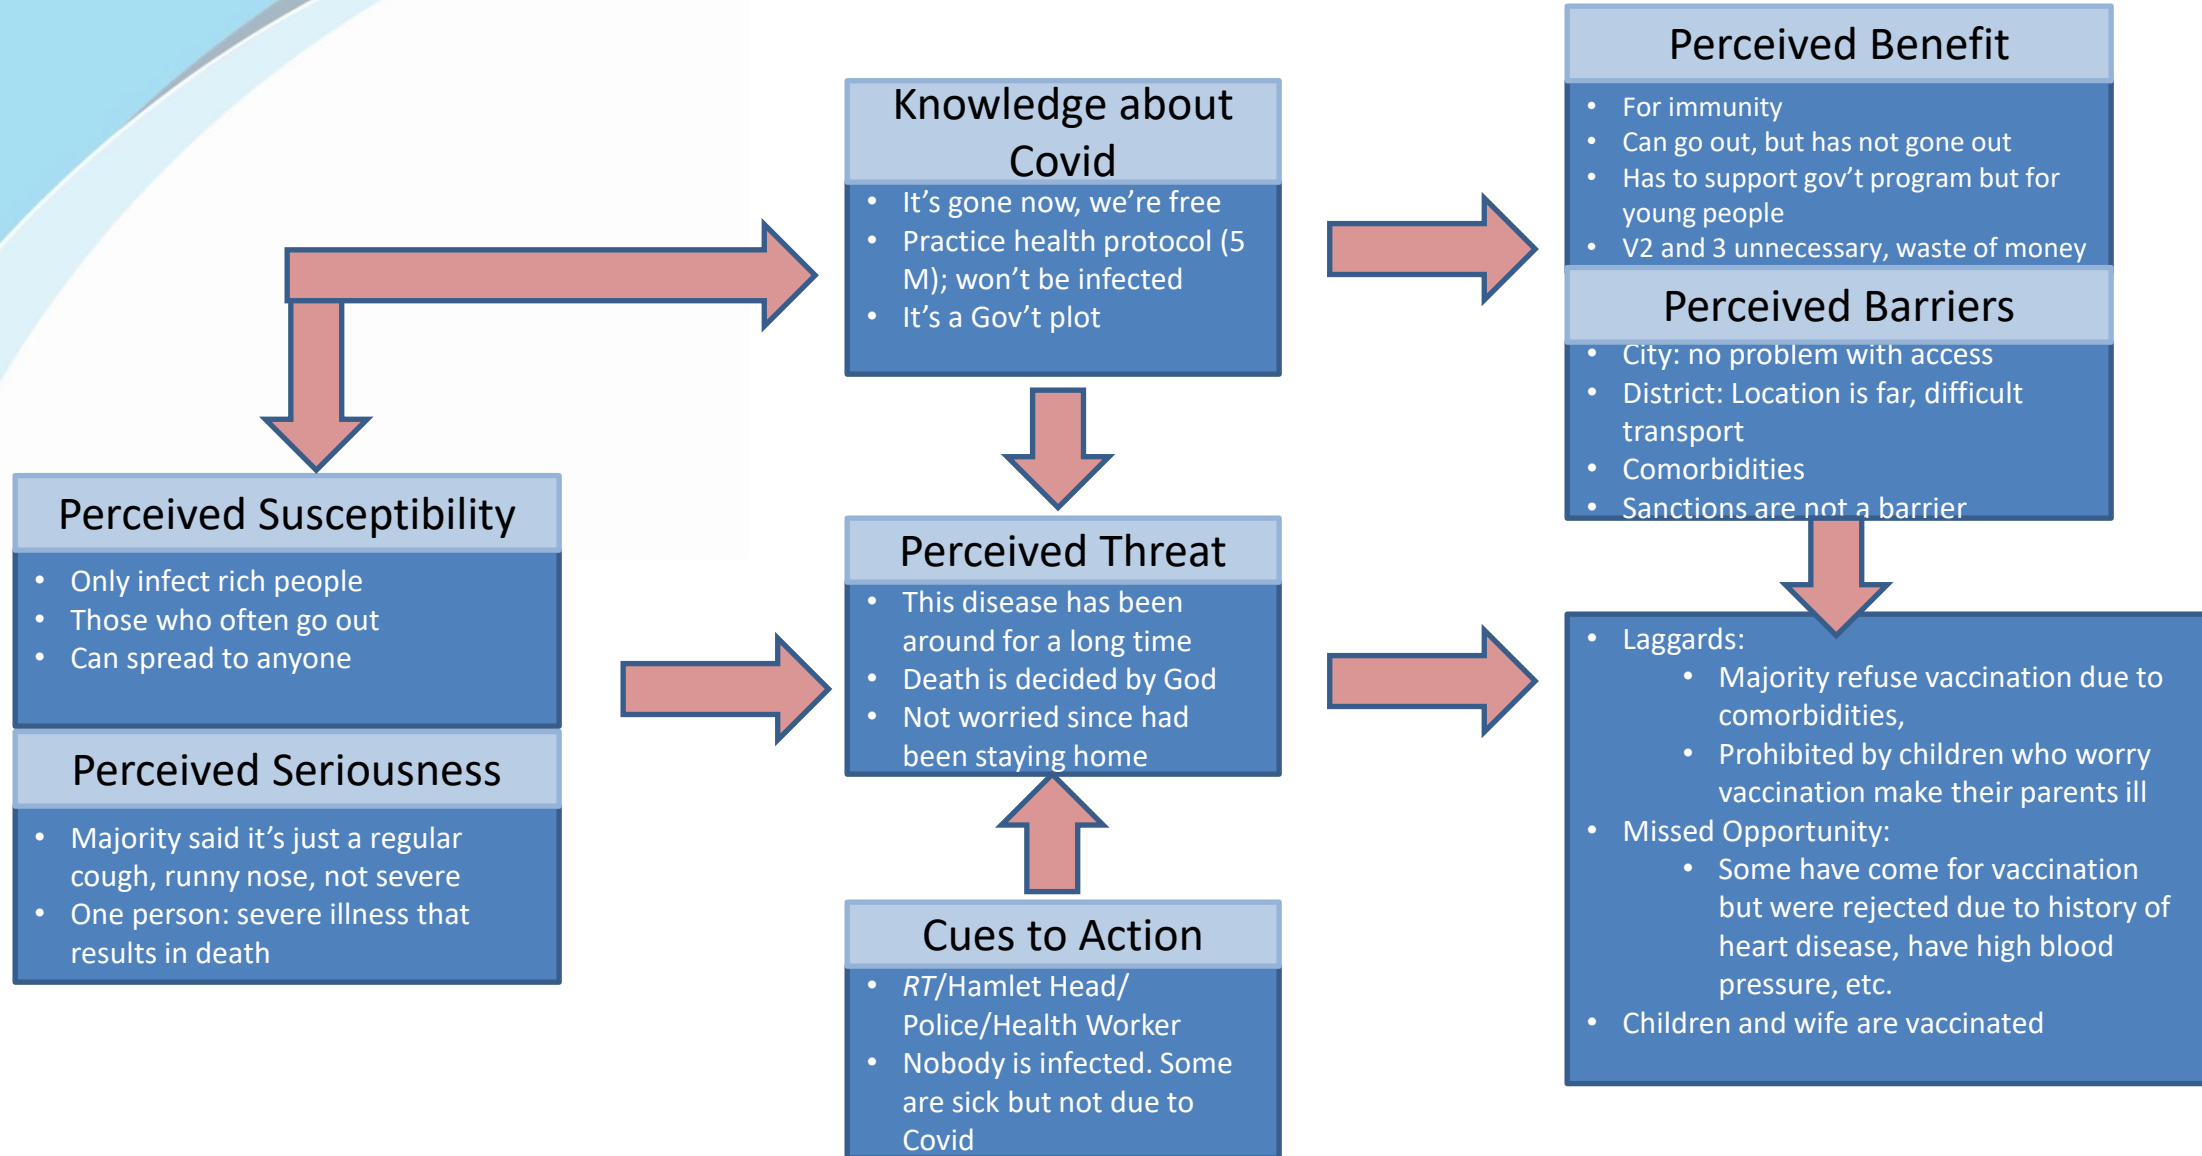 Perceived Susceptibility
• Only infect rich people
• Those who often go out
• Can spread to anyone
Perceived Seriousness
• Majority said it’s just a regular
cough, runny nose, not severe
• One person: severe illness that
results in death
Knowledge about
Covid
• It’s gone now, we’re free
• Practice health protocol (5
M); won’t be infected
• It’s a Gov’t plot
Perceived Threat
• This disease has been
around for a long time
• Death is decided by God
• Not worried since had
been staying home
Cues to Action
• RT/Hamlet Head/
Police/Health Worker
• Nobody is infected. Some
are sick but not due to
Covid
Perceived Benefit
• For immunity
• Can go out, but has not gone out
• Has to support gov’t program but for
young people
• V2 and 3 unnecessary, waste of money
Perceived Barriers
• City: no problem with access
• District: Location is far, difficult
transport
• Comorbidities
• Sanctions are not a barrier
• Laggards:
• Majority refuse vaccination due to
comorbidities,
• Prohibited by children who worry
vaccination make their parents ill
• Missed Opportunity:
• Some have come for vaccination
but were rejected due to history of
heart disease, have high blood
pressure, etc.
• Children and wife are vaccinated